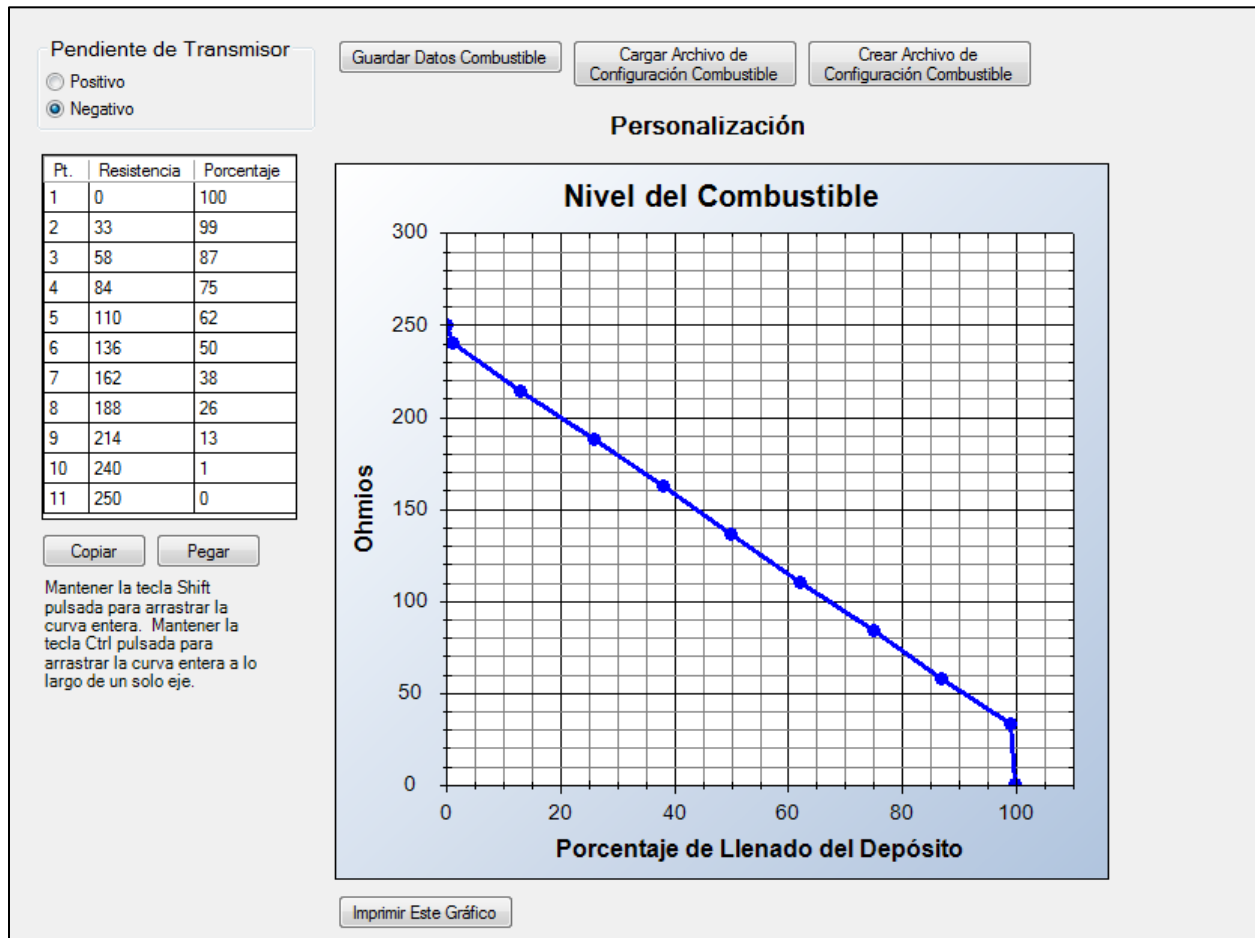 Pendiente de Transmisor
Positivo
Negativo
Guardar Datos Combustible
Cargar Archivo de
Configuración Combustible
Crear Archivo de
Configuración Combustible
Personalización
Pt. Resistencia Porcentaje
1 0 100
2 33 99
3 58 87
4 84 75
5 110 62
6 136 50
7 162 38
8 188 26
9 214 13
10 240 1
11 250 0
Copiar Pegar
Mantener la tecla Shift
pulsada para arrastrar la
curva entera. Mantener la
tecla Ctrl pulsada para
arrastrar la curva entera a lo
largo de un solo eje.
Nivel del Combustible
300
250
200
150
100
50
0
Ohmios
0 20 40 60 80 100
Porcentaje de Llenado del Depósito
Imprimir Este Gráfico